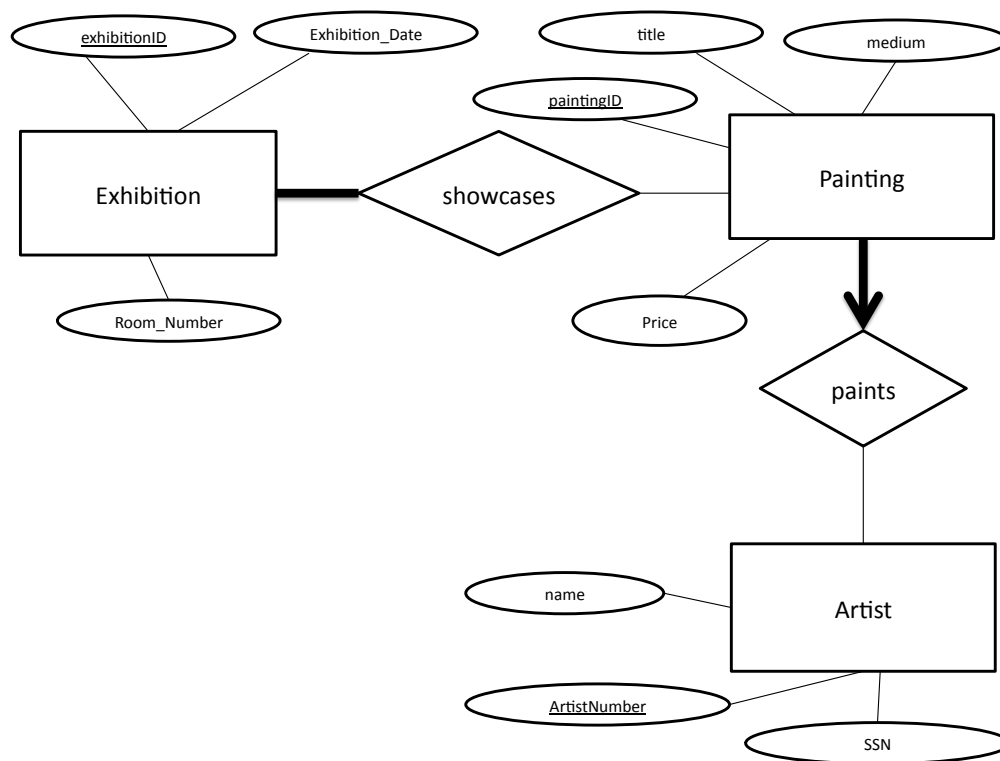 exhibitionID
Exhibition_Date
title
medium
paintingID
Exhibition
showcases
Painting
Room_Number
Price
paints
name
Artist
ArtistNumber
SSN